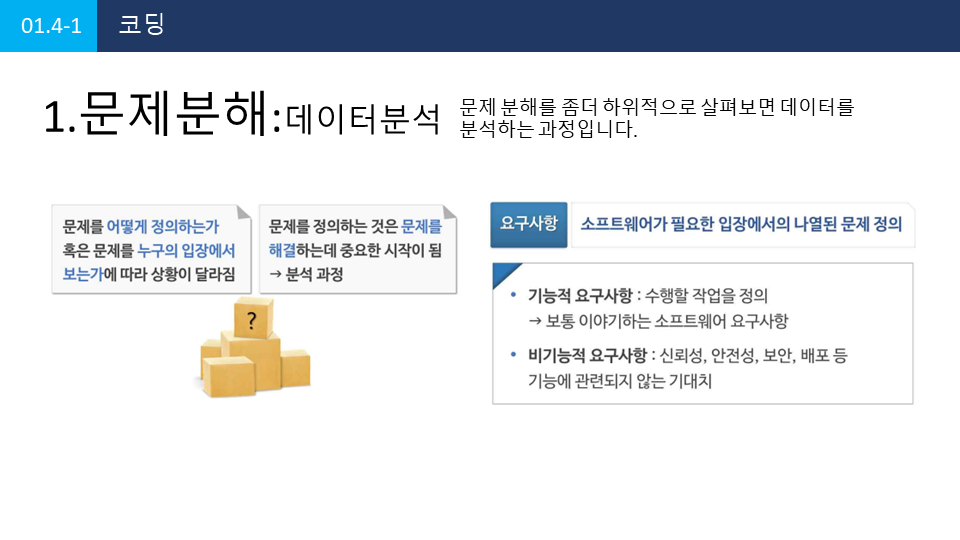 01.4-1
코딩
1.문제분해:데이터분석
문제 분해를 좀더 하위적으로 살펴보면 데이터를
분석하는 과정입니다.
문제를 어떻게 정의하는가
혹은 문제를 누구의 입장에서
보는가에 따라 상황이 달라짐
문제를 정의하는 것은 문제를
해결하는데 중요한 시작이 됨
→ 분석 과정
?
요구사항
소프트웨어가 필요한 입장에서의 나열된 문제 정의
• 기능적 요구사항 : 수행할 작업을 정의
→ 보통 이야기하는 소프트웨어 요구사항
• 비기능적 요구사항 : 신뢰성, 안전성, 보안, 배포 등
기능에 관련되지 않는 기대치